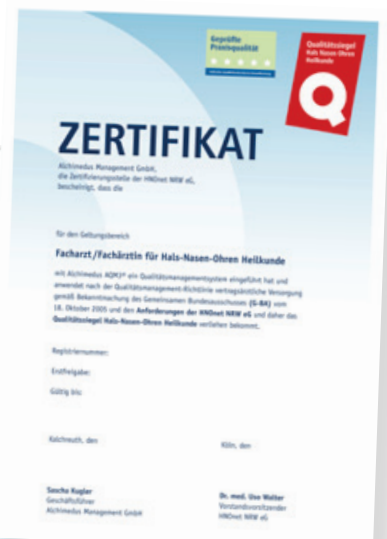 Geprüfte
Praxisqualität
Qualitätssiegel
Hals Nasen Ohren
Heilkunde
Q
ZERTIFIKAT
Alchimedus Management GmbH,
die Zertifizierungsstelle der HNOnet NRW eG,
bescheinigt, dass die
für den Geltungsbereich
Facharzt/Fachärztin für Hals-Nasen-Ohren Heilkunde
mit Alchimedus AQM2® ein Qualitätsmanagementsystem eingeführt hat und
anwendet nach der Qualitätsmanagement-Richtlinie vertragsärztliche Versorgung
gemäß Bekanntmachung des Gemeinsamen Bundesausschusses (G-BA) vom
18. Oktober 2005 und den Anforderungen der HNOnet NRW eG und daher das
Qualitätssiegel Hals-Nasen-Ohren Heilkunde verliehen bekommt.
Registriernummer:
Erstfreigabe:
Gültig bis:
Kalchreuth, den
Köln, den
Sascha Kugler
Geschäftsführer
Alchimedus Management GmbH
Dr. med. Uso Walter
Vorstandsvorsitzender
HNOnet NRW eG